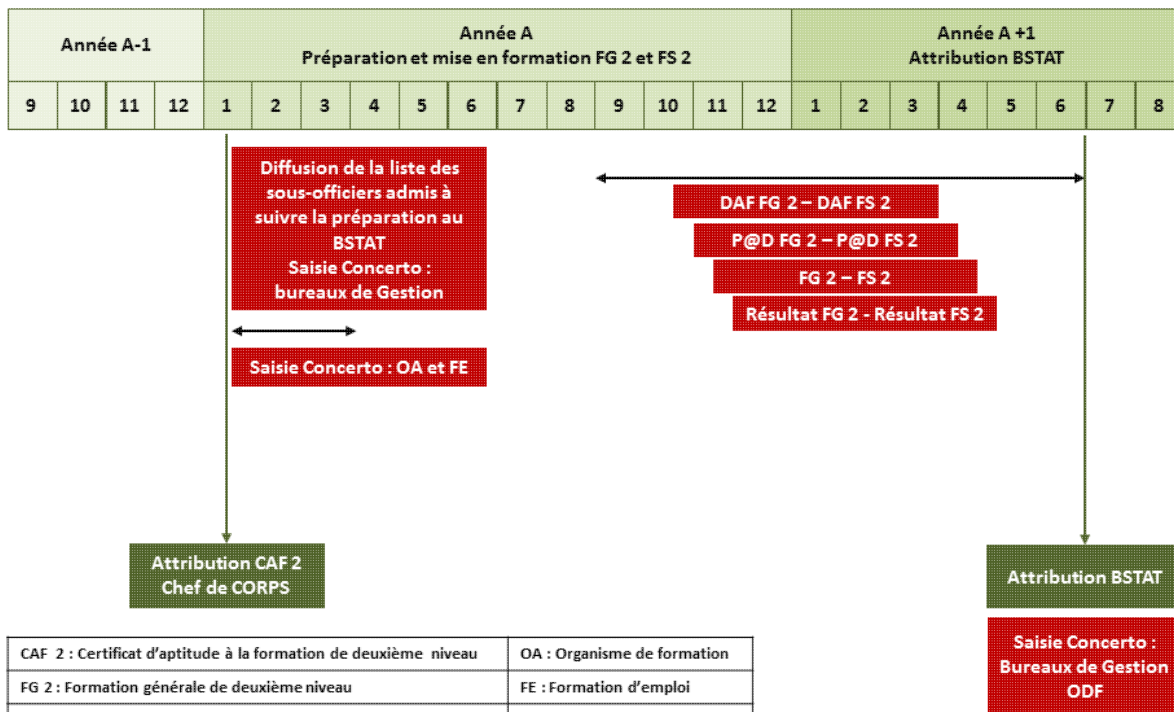 Année A-1
Année A
Préparation et mise en formation FG 2 et FS 2
Année A +1
Attribution BSTAT
9 10 11 12 1 2 3 4 5 6 7 8 9 10 11 12 1 2 3 4 5 6 7 8
Diffusion de la liste des
sous-officiers admis à
suivre la préparation au
BSTAT
Saisie Concerto :
bureaux de Gestion
Saisie Concerto : OA et FE
DAF FG 2 – DAF FS 2
P@D FG 2 – P@D FS 2
FG 2 – FS 2
Résultat FG 2 - Résultat FS 2
Attribution CAF 2
Chef de CORPS
Attribution BSTAT
Saisie Concerto :
Bureaux de Gestion
ODF
CAF 2 : Certificat d'aptitude à la formation de deuxième niveau
OA : Organisme de formation
FG 2 : Formation générale de deuxième niveau
FE : Formation d'emploi